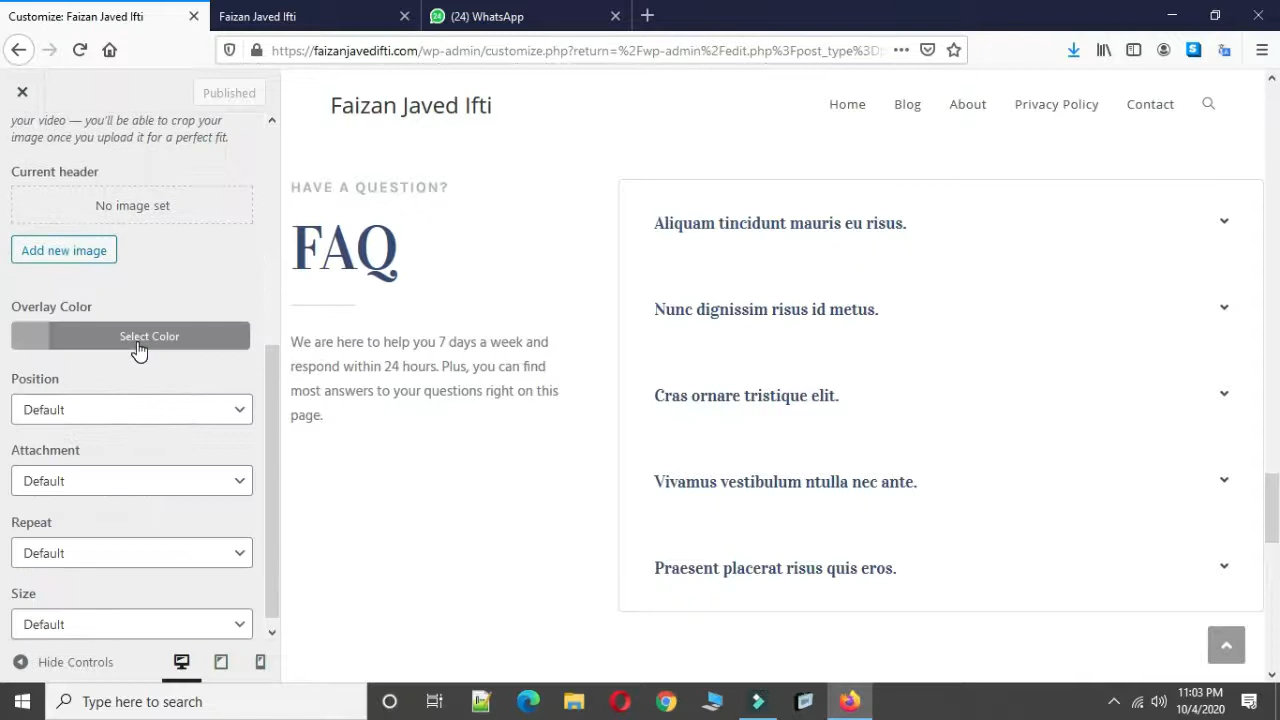 Customize: Faizan Javed Ifti
Faizan Javed Ifti
(24) WhatsApp
https://faizanjavedifti.com/wp-admin/customize.php?return=%2Fwp-admin%2Fedit.php%3Fpost_type%3D
Published
your video — you'll be able to crop your
image once you upload it for a perfect fit.
Current header
No image set
Add new image
Overlay Color
Select Color
Position
Default
Attachment
Default
Repeat
Default
Size
Default
Hide Controls
Faizan Javed Ifti
Home
Blog
About
Privacy Policy
Contact
HAVE A QUESTION?
FAQ
We are here to help you 7 days a week and
respond within 24 hours. Plus, you can find
most answers to your questions right on this
page.
Aliquam tincidunt mauris eu risus.
Nunc dignissim risus id metus.
Cras ornare tristique elit.
Vivamus vestibulum ntulla nec ante.
Praesent placerat risus quis eros.
Type here to search
11:03 PM
10/4/2020